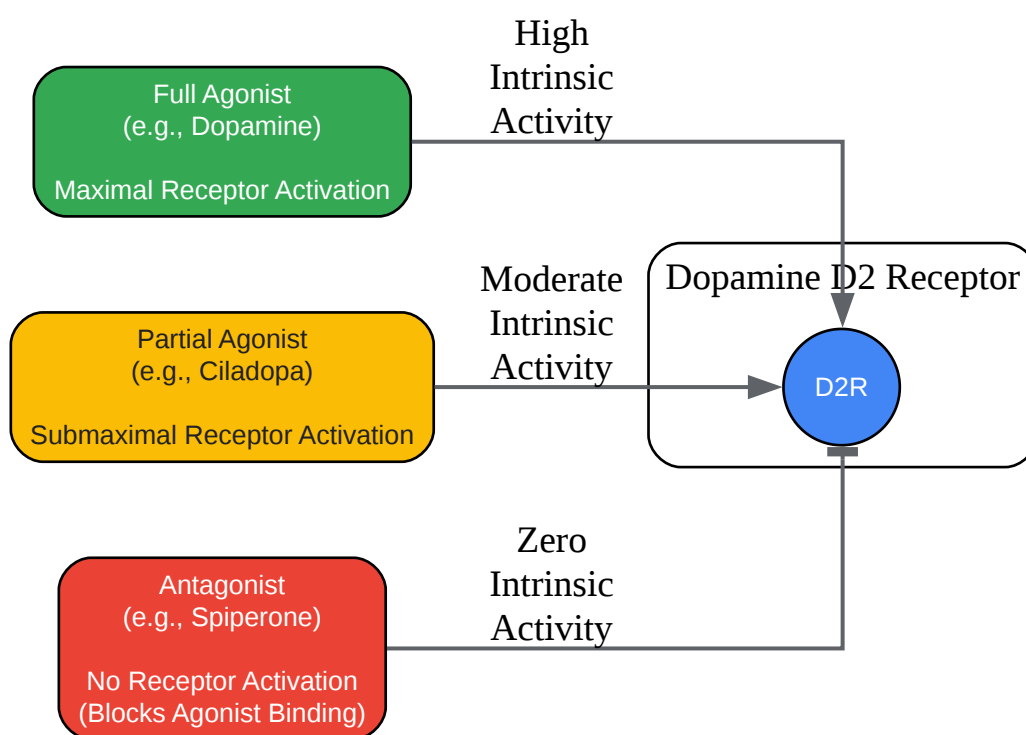 Full Agonist
(e.g., Dopamine)
Maximal Receptor Activation
High
Intrinsic
Activity
Partial Agonist
(e.g., Ciladopa)
Submaximal Receptor Activation
Moderate
Intrinsic
Activity
Dopamine D2 Receptor
D2R
Antagonist
(e.g., Spiperone)
No Receptor Activation
(Blocks Agonist Binding)
Zero
Intrinsic
Activity